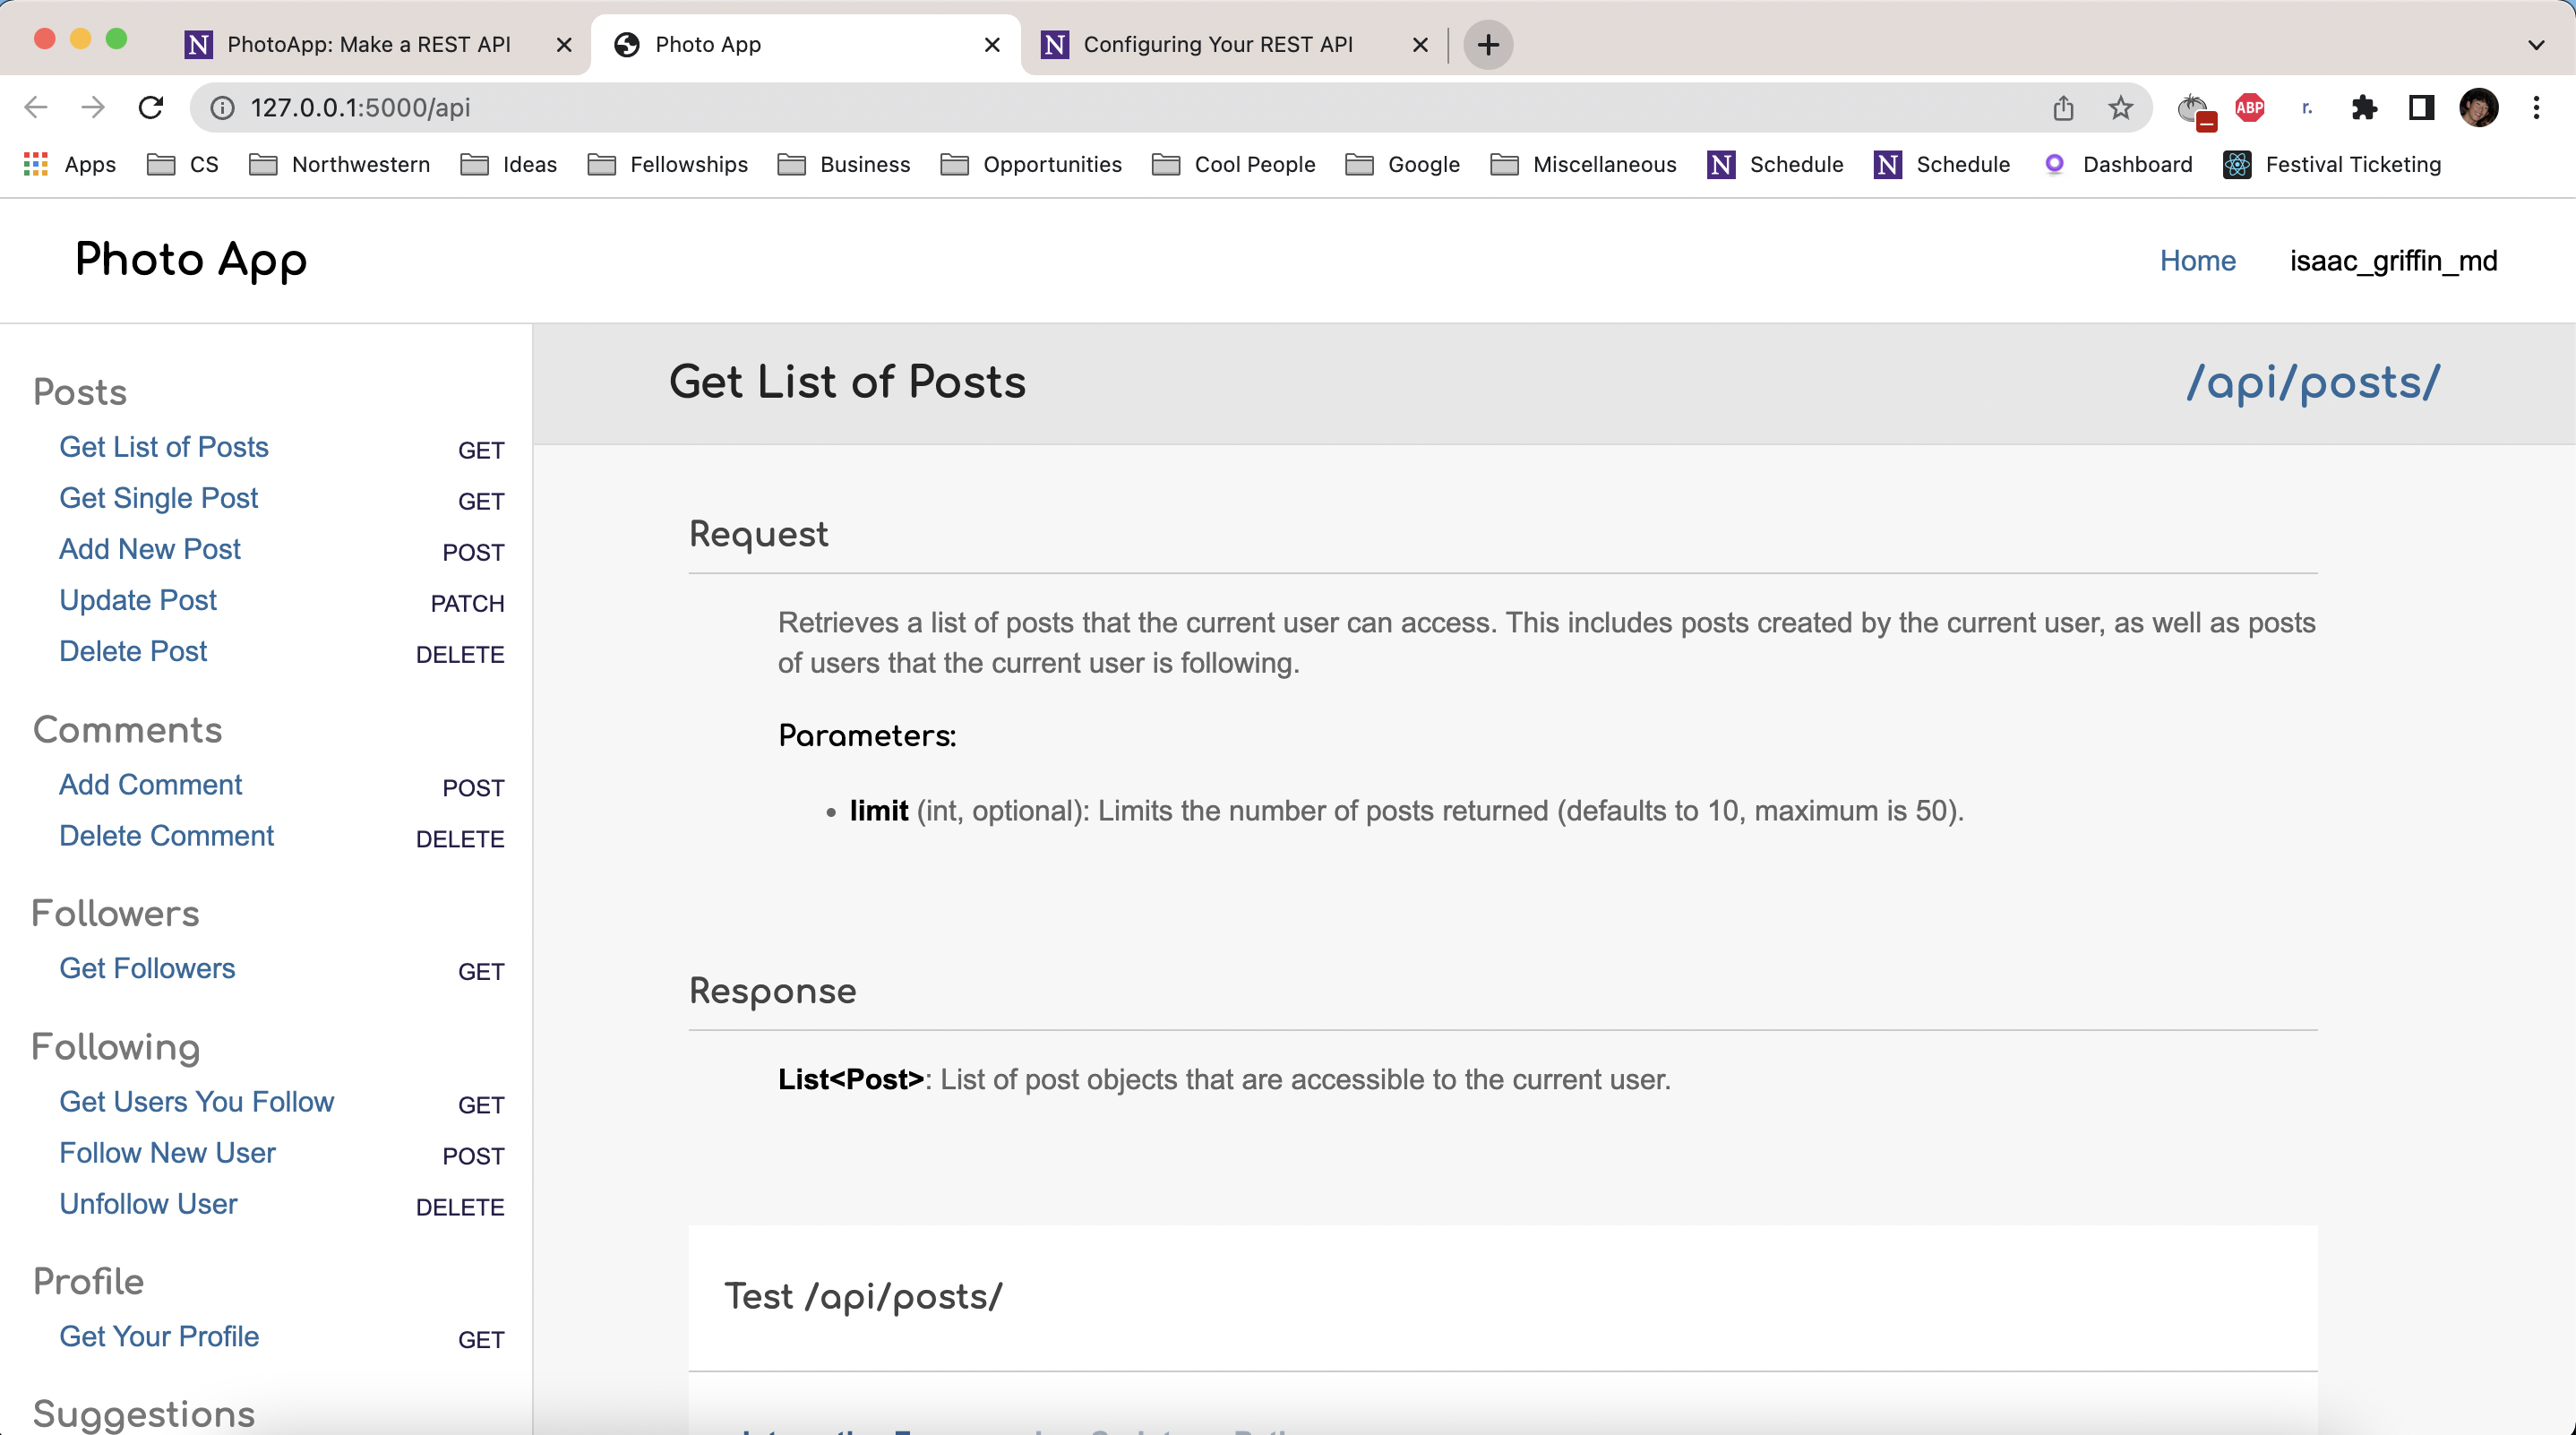 PhotoApp: Make a REST API
Photo App
Configuring Your REST API
127.0.0.1:5000/api
ABP
r.
Apps
CS
Northwestern
Ideas
Fellowships
Business
Opportunities
Cool People
Google
Miscellaneous
N Schedule
N Schedule
Dashboard
Festival Ticketing
Photo App
Home
isaac_griffin_md
Posts
Get List of Posts GET
Get Single Post GET
Add New Post POST
Update Post PATCH
Delete Post DELETE
Comments
Add Comment POST
Delete Comment DELETE
Followers
Get Followers GET
Following
Get Users You Follow GET
Follow New User POST
Unfollow User DELETE
Profile
Get Your Profile GET
Suggestions
Get List of Posts /api/posts/
Request
Retrieves a list of posts that the current user can access. This includes posts created by the current user, as well as posts
of users that the current user is following.
Parameters:
• limit (int, optional): Limits the number of posts returned (defaults to 10, maximum is 50).
Response
List<Post>: List of post objects that are accessible to the current user.
Test /api/posts/